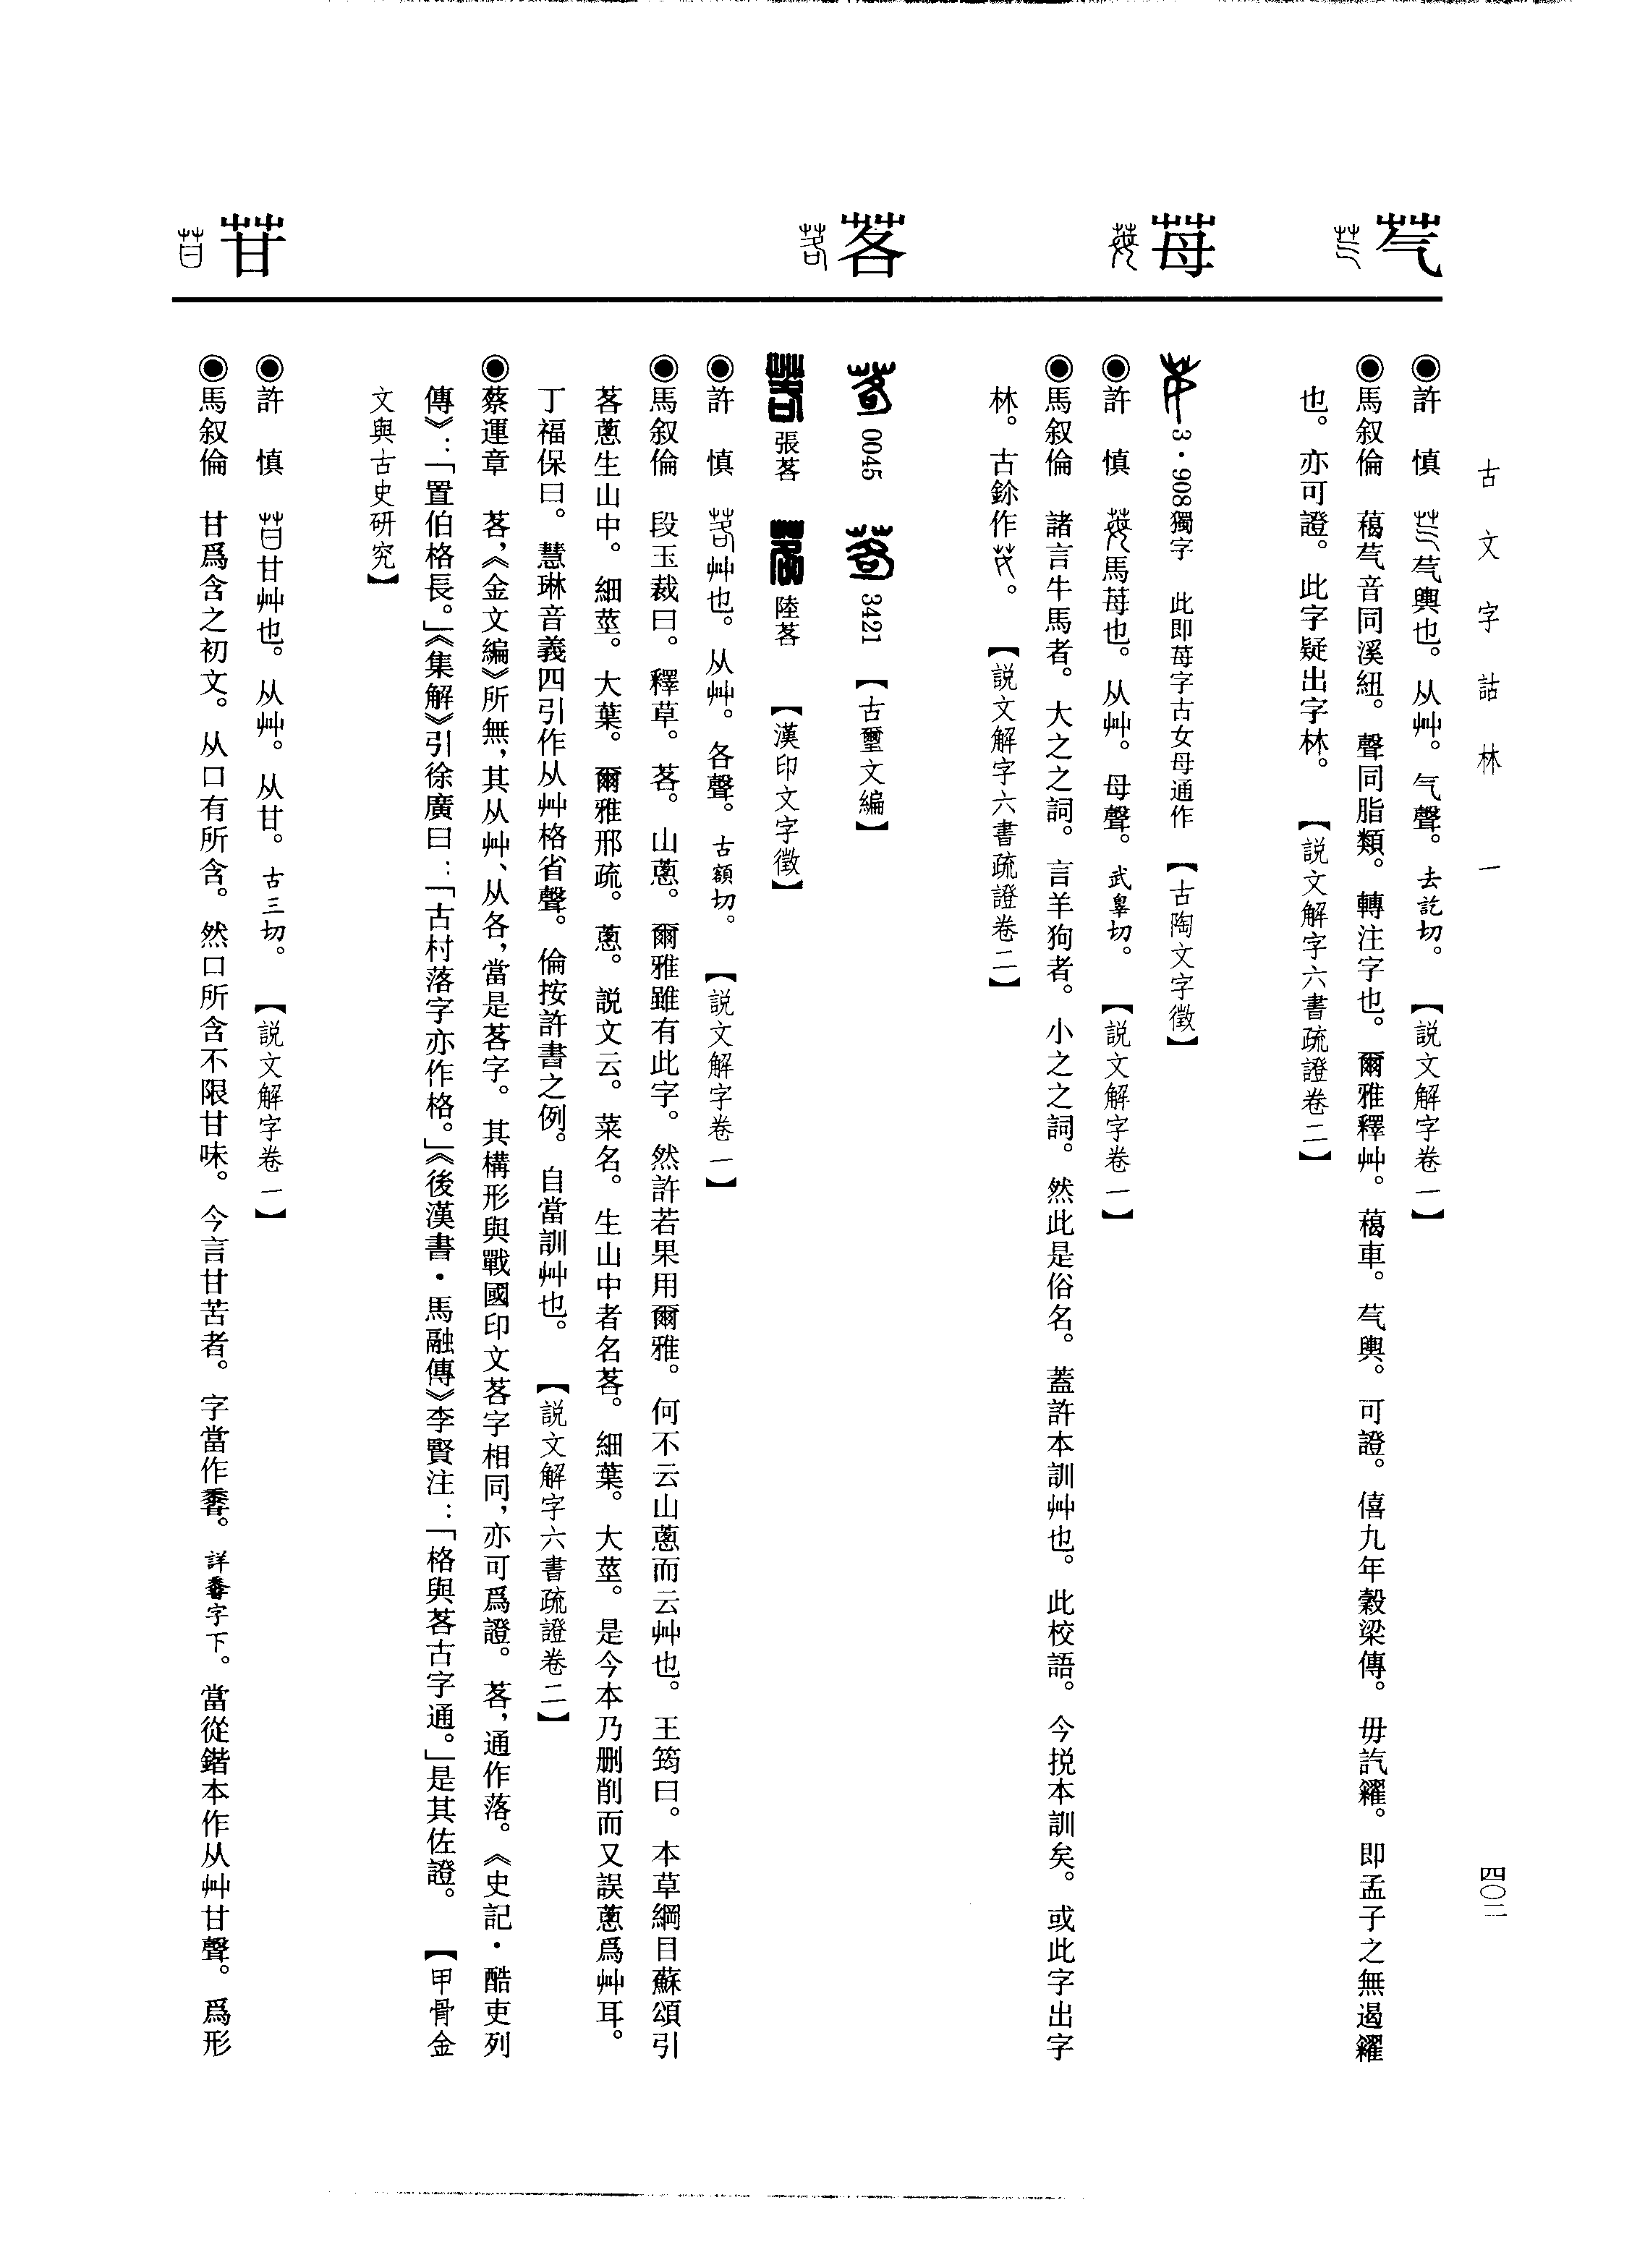 古文字詁林 一
四〇二
芞
◉許 慎 芞輿也。从艸。气聲。去訖切。【説文解字卷一】
◉馬叙倫 藒芞音同溪紐。聲同脂類。轉注字也。爾雅釋艸。藒車。芞輿。可證。僖九年穀梁傳。毋訖糴。即孟子之無遏糴
也。亦可證。此字疑出字林。【説文解字六書疏證卷二】
苺
3·908獨字 此即苺字古女母通作【古陶文字徵】
◉許 慎 馬苺也。从艸。母聲。武辠切。【説文解字卷一】
◉馬叙倫 諸言牛馬者。大之之詞。言羊狗者。小之之詞。然此是俗名。蓋許本訓艸也。此校語。今捝本訓矣。或此字出字
林。古鉩作。【説文解字六書疏證卷二】
茖
0045 3421【古璽文編】
張茖 陸茖【漢印文字徵】
◉許 慎 艸也。从艸。各聲。古額切。【説文解字卷一】
◉馬叙倫 段玉裁曰。釋草。茖。山蔥。爾雅雖有此字。然許若果用爾雅。何不云山蔥而云艸也。王筠曰。本草綱目蘇頌引
茖蔥生山中。細莖。大葉。爾雅邢疏。蔥。説文云。菜名。生山中者名茖。細葉。大莖。是今本乃删削而又誤蔥爲艸耳。
丁福保曰。慧琳音義四引作从艸格省聲。倫按許書之例。自當訓艸也。【説文解字六書疏證卷二】
◉蔡運章 茖，《金文編》所無，其从艸、从各，當是茖字。其構形與戰國印文茖字相同，亦可爲證。茖，通作落。《史記·酷吏列
傳》：「置伯格長。」《集解》引徐廣曰：「古村落字亦作格。」《後漢書·馬融傳》李賢注：「格與茖古字通。」是其佐證。【甲骨金
文與古史研究】
苷
◉許 慎 甘艸也。从艸。从甘。古三切。【説文解字卷一】
◉馬叙倫 甘爲含之初文。从口有所含。然口所含不限甘味。今言甘苦者。字當作。詳字下。當從鍇本作从艸甘聲。爲形